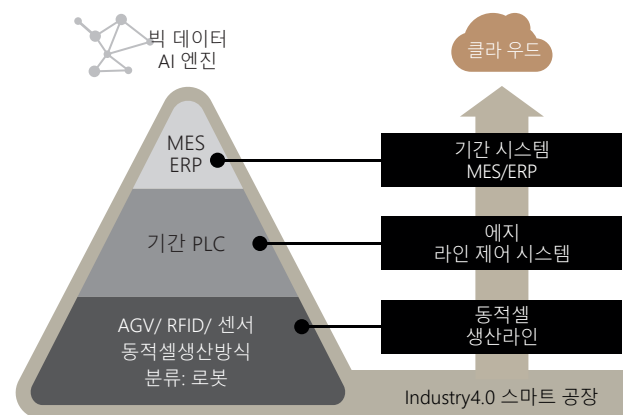 빅 데이터
AI 엔진
클라 우드
MES
ERP
기간 시스템
MES/ERP
기간 PLC
에지
라인 제어 시스템
AGV/ RFID/ 센서
동적셀생산방식
분류: 로봇
동적셀
생산라인
Industry4.0 스마트 공장